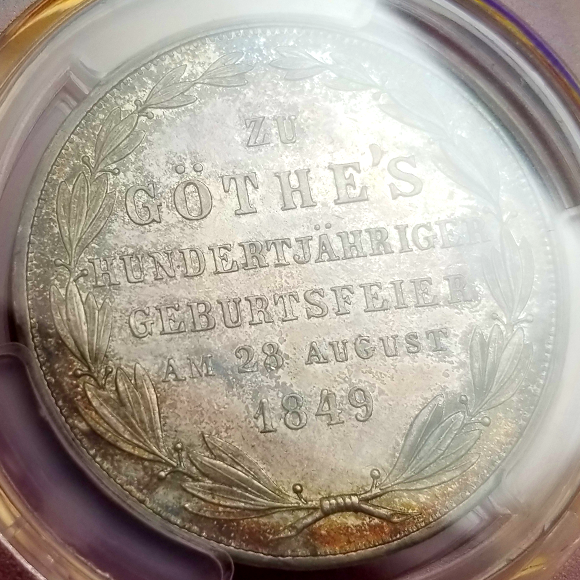 ZU
GÖTHE'S
HUNDERTJÄHRIGER
GEBURTSFEIER
AM 28 AUGUST
1849